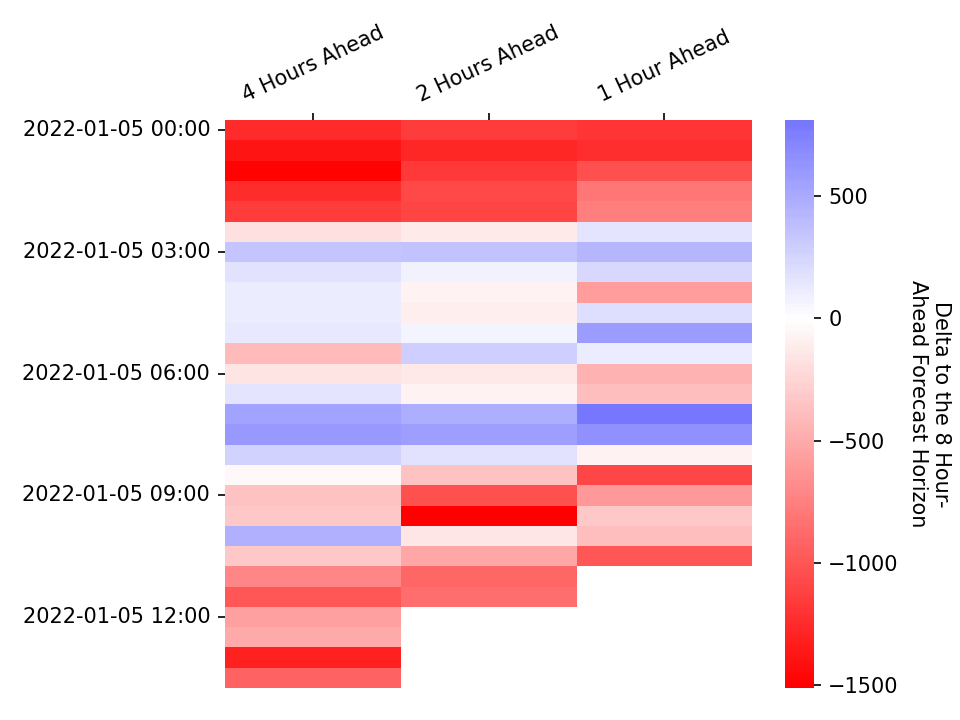 4 Hours Ahead
2 Hours Ahead
1 Hour Ahead
2022-01-05 00:00
2022-01-05 03:00
2022-01-05 06:00
2022-01-05 09:00
2022-01-05 12:00
500
0
−500
−1000
−1500
Delta to the 8 Hour-
Ahead Forecast Horizon